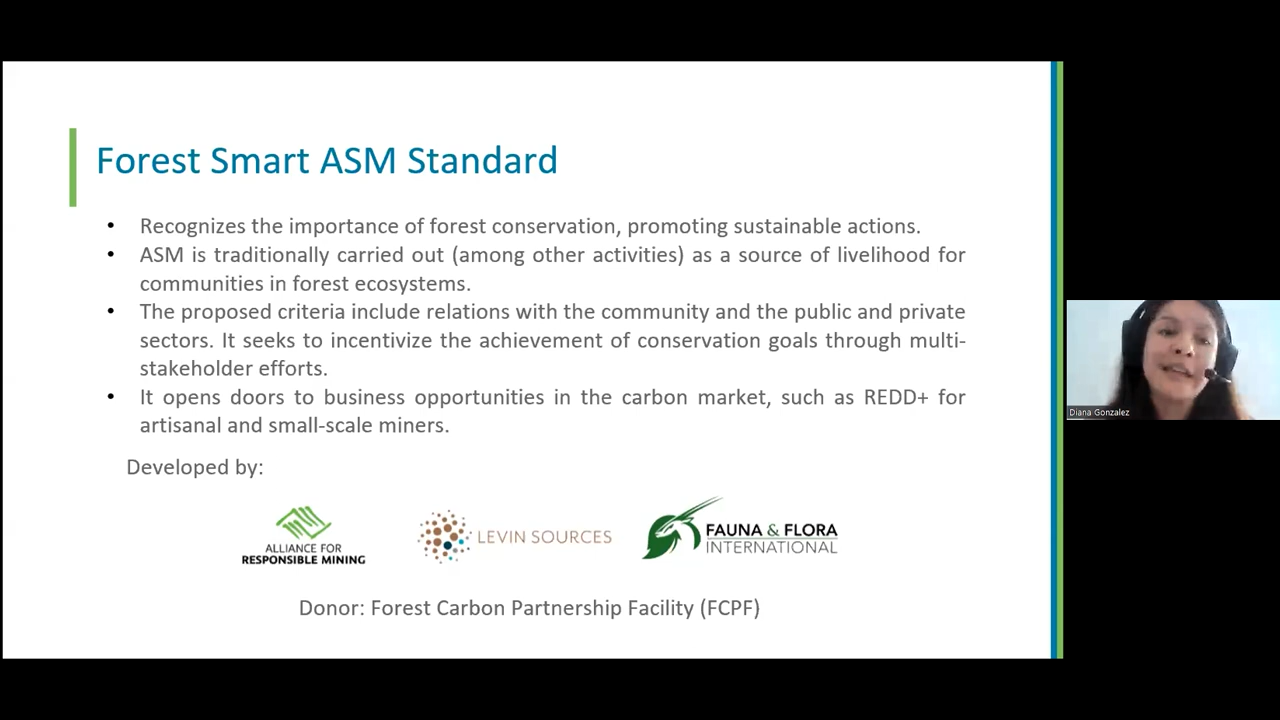 Forest Smart ASM Standard
• Recognizes the importance of forest conservation, promoting sustainable actions.
• ASM is traditionally carried out (among other activities) as a source of livelihood for
communities in forest ecosystems.
• The proposed criteria include relations with the community and the public and private
sectors. It seeks to incentivize the achievement of conservation goals through multi-
stakeholder efforts.
• It opens doors to business opportunities in the carbon market, such as REDD+ for
artisanal and small-scale miners.
Developed by:
ALLIANCE FOR
RESPONSIBLE MINING
LEVIN SOURCES
FAUNA & FLORA
INTERNATIONAL
Donor: Forest Carbon Partnership Facility (FCPF)
Diana Gonzalez